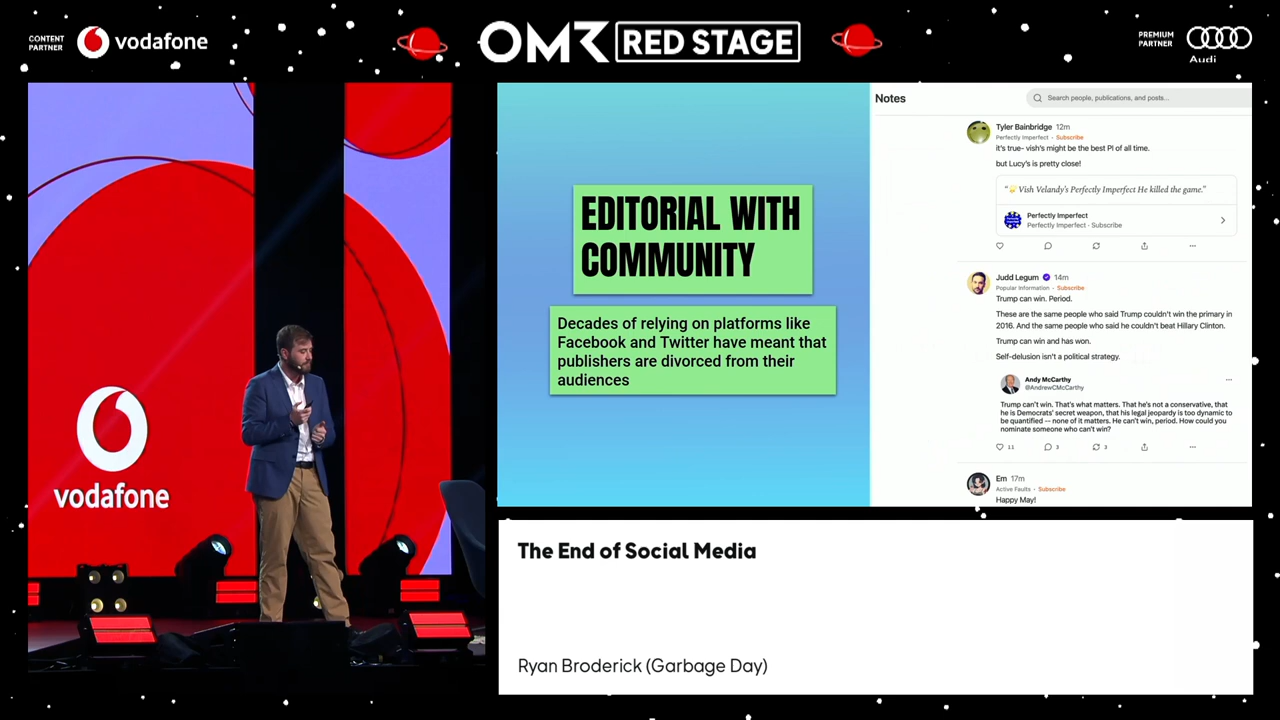 CONTENT
PARTNER
vodafone
OMR RED STAGE
PREMIUM
PARTNER
Audi
vodafone
EDITORIAL WITH
COMMUNITY
Decades of relying on platforms like
Facebook and Twitter have meant that
publishers are divorced from their
audiences
Notes
Search people, publications, and posts...
Tyler Bainbridge 12m
Perfectly Imperfect · Subscribe
it's true- vish's might be the best PI of all time.
but Lucy's is pretty close!
"💫 Vish Velandy's Perfectly Imperfect He killed the game."
Perfectly Imperfect
Perfectly Imperfect · Subscribe
Judd Legum 14m
Popular Information · Subscribe
Trump can win. Period.
These are the same people who said Trump couldn't win the primary in
2016. And the same people who said he couldn't beat Hillary Clinton.
Trump can win and has won.
Self-delusion isn't a political strategy.
Andy McCarthy
@AndrewCMcCarthy
Trump can't win. That's what matters. That he's not a conservative, that
he is Democrats' secret weapon, that his legal jeopardy is too dynamic to
be quantified -- none of it matters. He can't win, period. How could you
nominate someone who can't win?
11 3 3
Em 17m
Active Faults · Subscribe
Happy May!
The End of Social Media
Ryan Broderick (Garbage Day)